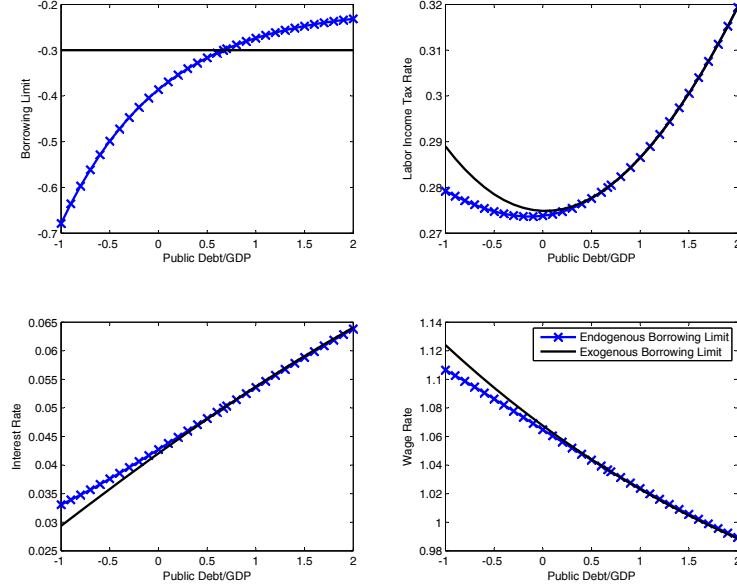 -0.2
-0.3
-0.4
-0.5
-0.6
-0.7
Borrowing Limit
-1 -0.5 0 0.5 1 1.5 2
Public Debt/GDP
0.32
0.31
0.3
0.29
0.28
0.27
Labor Income Tax Rate
-1 -0.5 0 0.5 1 1.5 2
Public Debt/GDP
0.065
0.06
0.055
0.05
0.045
0.04
0.035
0.03
0.025
Interest Rate
-1 -0.5 0 0.5 1 1.5 2
Public Debt/GDP
1.14
1.12
1.1
1.08
1.06
1.04
1.02
1
0.98
Wage Rate
Endogenous Borrowing Limit
Exogenous Borrowing Limit
-1 -0.5 0 0.5 1 1.5 2
Public Debt/GDP